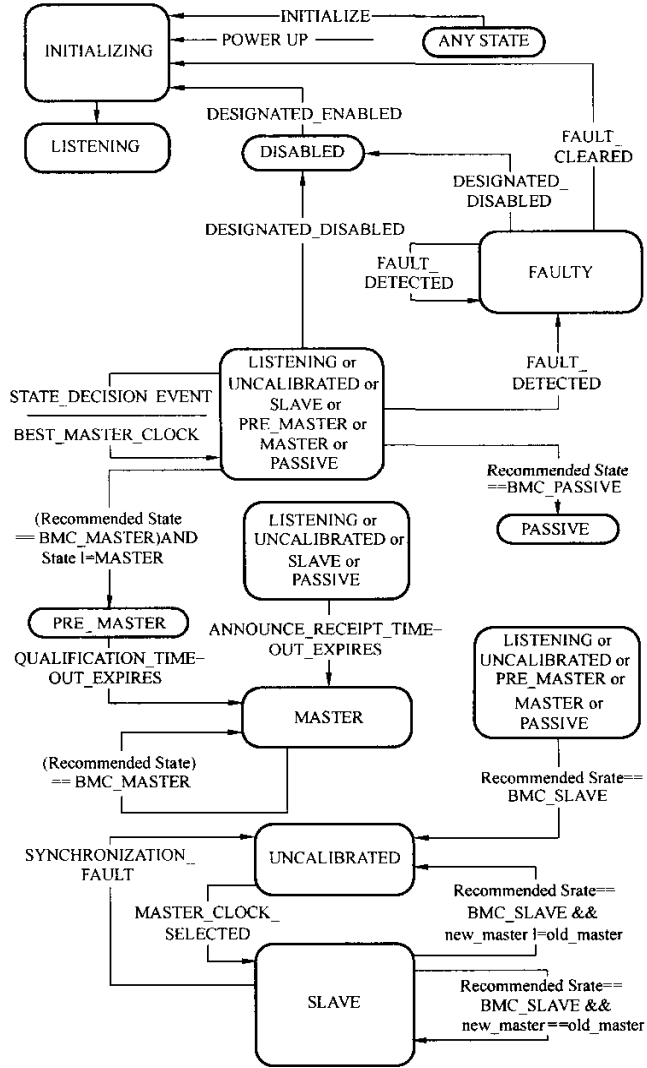 INITIALIZE
POWER UP
ANY STATE
INITIALIZING
DESIGNATED_ENABLED
LISTENING
DISABLED
FAULT_
CLEARED
DESIGNATED_
DISABLED
DESIGNATED_DISABLED
FAULT_
DETECTED
FAULTY
LISTENING or
UNCALIBRATED or
SLAVE or
PRE_MASTER or
MASTER or
PASSIVE
FAULT_
DETECTED
STATE_DECISION EVENT
BEST_MASTER_CLOCK
Recommended State
==BMC_PASSIVE
PASSIVE
(Recommended State
== BMC_MASTER)AND
State !=MASTER
LISTENING or
UNCALIBRATED or
SLAVE or
PASSIVE
PRE_MASTER
ANNOUNCE_RECEIPT_TIME-
OUT_EXPIRES
QUALIFICATION_TIME-
OUT_EXPIRES
LISTENING or
UNCALIBRATED or
PRE_MASTER or
MASTER or
PASSIVE
MASTER
(Recommended State)
== BMC_MASTER
Recommended Srate==
BMC_SLAVE
SYNCHRONIZATION_
FAULT
UNCALIBRATED
MASTER_CLOCK_
SELECTED
Recommended Srate==
BMC_SLAVE &&
new_master !=old_master
SLAVE
Recommended Srate==
BMC_SLAVE &&
new_master ==old_master